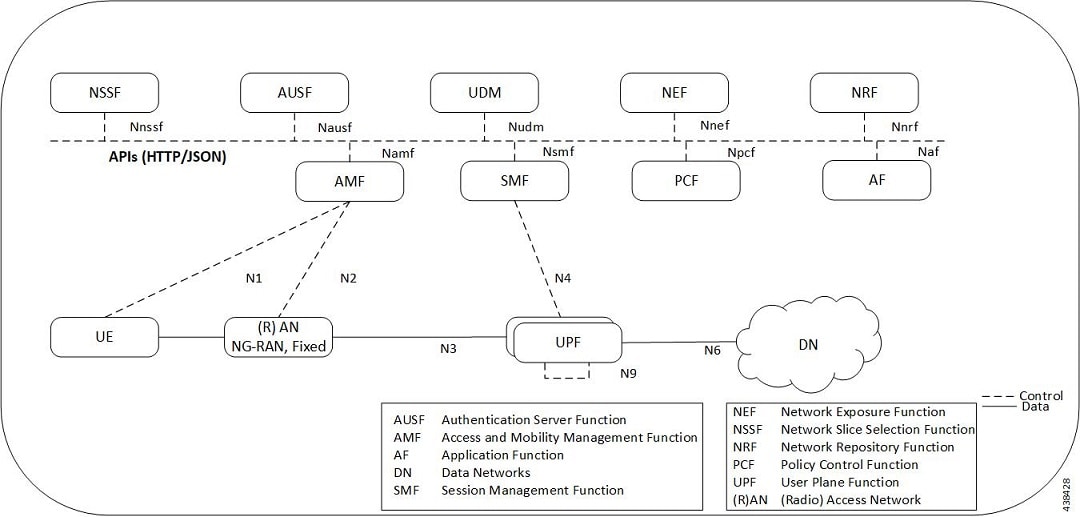 NSSF
AUSF
UDM
NEF
NRF
Nnssf
Nausf
Nudm
Nnef
Nnrf
APIs (HTTP/JSON)
Namf
Nsmf
Npcf
Naf
AMF
SMF
PCF
AF
N1
N2
N4
UE
(R) AN
NG-RAN, Fixed
N3
UPF
N6
DN
N9
Control
Data
AUSF Authentication Server Function
AMF Access and Mobility Management Function
AF Application Function
DN Data Networks
SMF Session Management Function
NEF Network Exposure Function
NSSF Network Slice Selection Function
NRF Network Repository Function
PCF Policy Control Function
UPF User Plane Function
(R)AN (Radio) Access Network
438428